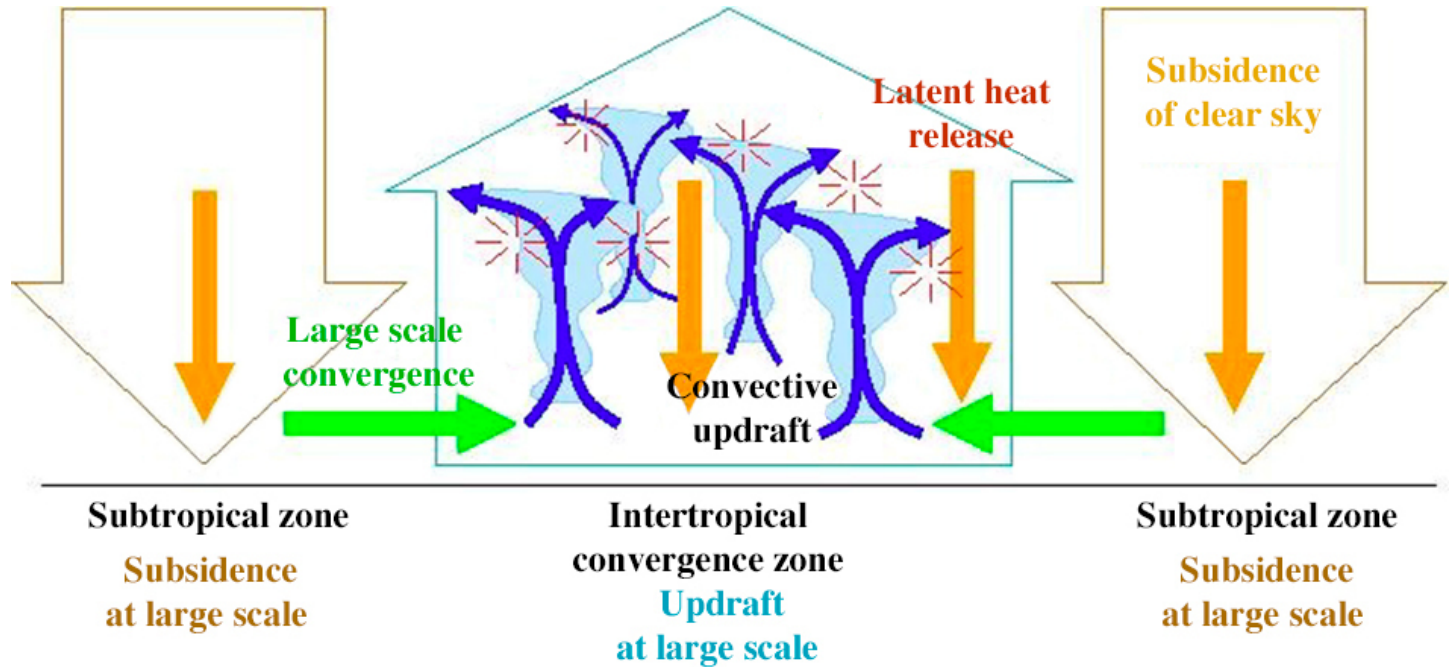 Subsidence
of clear sky
Latent heat
release
Large scale
convergence
Convective
updraft
Subtropical zone
Intertropical
convergence zone
Subtropical zone
Subsidence
at large scale
Updraft
at large scale
Subsidence
at large scale